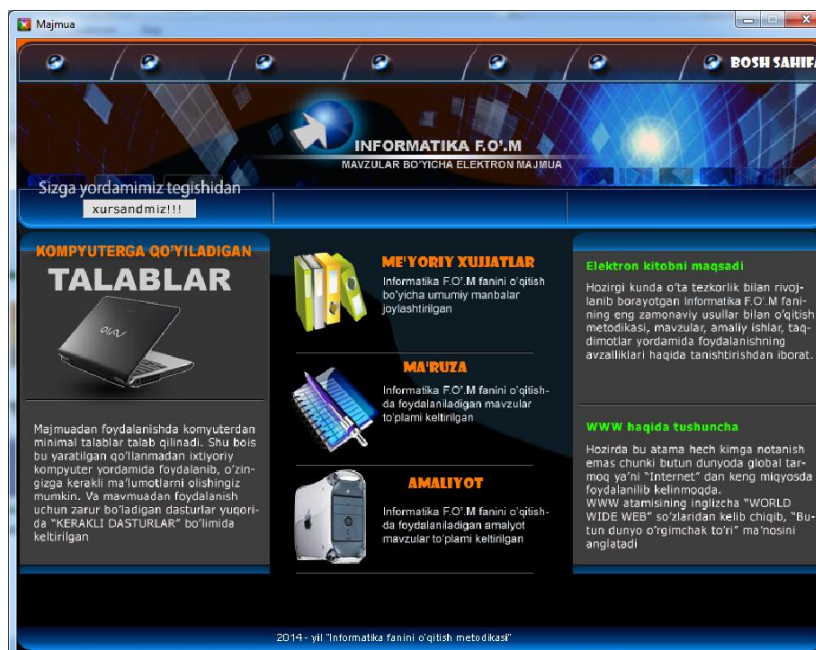 Majmua
BOSH SAHIFA
INFORMATIKA F.O'.M
MAVZULAR BO'YICHA ELEKTRON MAJMUA
Sizga yordamimiz tegishidan
xursandmiz!!!
KOMPYUTERGA QO'YILADIGAN
TALABLAR
VAIO
Majmuadan foydalanishda komyuterdan
minimal talablar talab qilinadi. Shu bois
bu yaratilgan qo'llanmadan ixtiyoriy
kompyuter yordamida foydalanib, o'zin-
gizga kerakli ma'lumotlarni olishingiz
mumkin. Va mavmuadan foydalanish
uchun zarur bo'ladigan dasturlar yuqori-
da "KERAKLI DASTURLAR" bo'limida
keltirilgan
ME'YORIY XUJJATLAR
Informatika F.O'.M fanini o'qitish
bo'yicha umumiy manbalar
joylashtirilgan
MA'RUZA
Informatika F.O'.M fanini o'qitish-
da foydalaniladigan mavzular
to'plami keltirilgan
AMALIYOT
Informatika F.O'.M fanini o'qitish-
da foydalaniladigan amalyot
mavzular to'plami keltirilgan
Elektron kitobni maqsadi
Hozirgi kunda o'ta tezkorlik bilan rivoj-
lanib borayotgan Informatika F.O'.M fani-
ning eng zamonaviy usullar bilan o'qitish
metodikasi, mavzular, amaliy ishlar, taq-
dimotlar yordamida foydalanishning
avzalliklari haqida tanishtirishdan iborat.
WWW haqida tushuncha
Hozirda bu atama hech kimga notanish
emas chunki butun dunyoda global tar-
moq ya'ni "Internet" dan keng miqyosda
foydalanilib kelinmoqda.
WWW atamisining inglizcha "WORLD
WIDE WEB" so'zlaridan kelib chiqib, "Bu-
tun dunyo o'rgimchak to'ri" ma'nosini
anglatadi
2014 - yil "Informatika fanini o'qitish metodikasi"